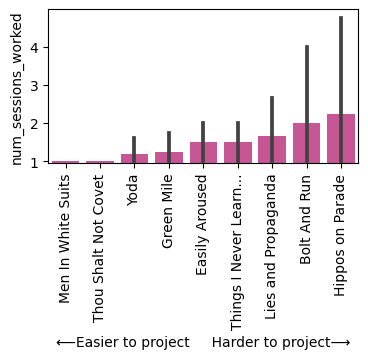 num_sessions_worked
4
3
2
1
Men In White Suits
Thou Shalt Not Covet
Yoda
Green Mile
Easily Aroused
Things I Never Learn...
Lies and Propaganda
Bolt And Run
Hippos on Parade
⟵Easier to project Harder to project⟶